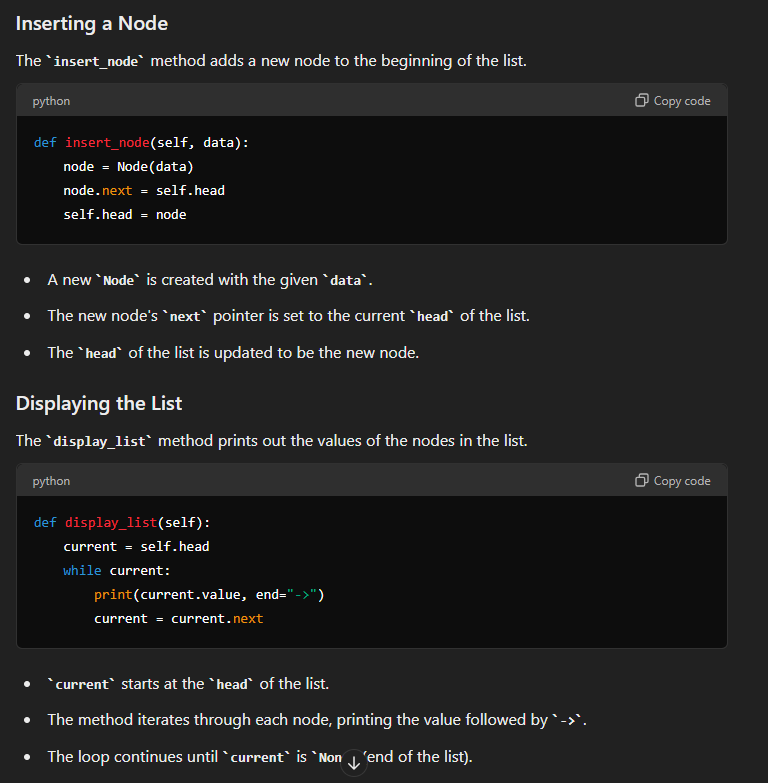 Inserting a Node
The `insert_node` method adds a new node to the beginning of the list.
python
Copy code
def insert_node(self, data):
    node = Node(data)
    node.next = self.head
    self.head = node
• A new `Node` is created with the given `data`.
• The new node's `next` pointer is set to the current `head` of the list.
• The `head` of the list is updated to be the new node.
Displaying the List
The `display_list` method prints out the values of the nodes in the list.
python
Copy code
def display_list(self):
    current = self.head
    while current:
        print(current.value, end="->")
        current = current.next
• `current` starts at the `head` of the list.
• The method iterates through each node, printing the value followed by `->`.
• The loop continues until `current` is `Non (end of the list).